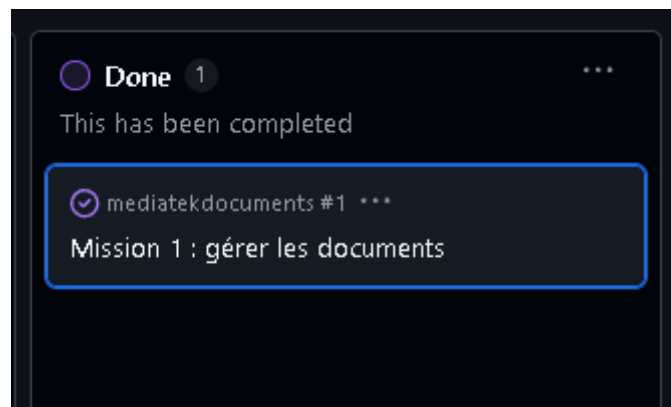 Done 1
This has been completed
mediatekdocuments #1
Mission 1 : gérer les documents